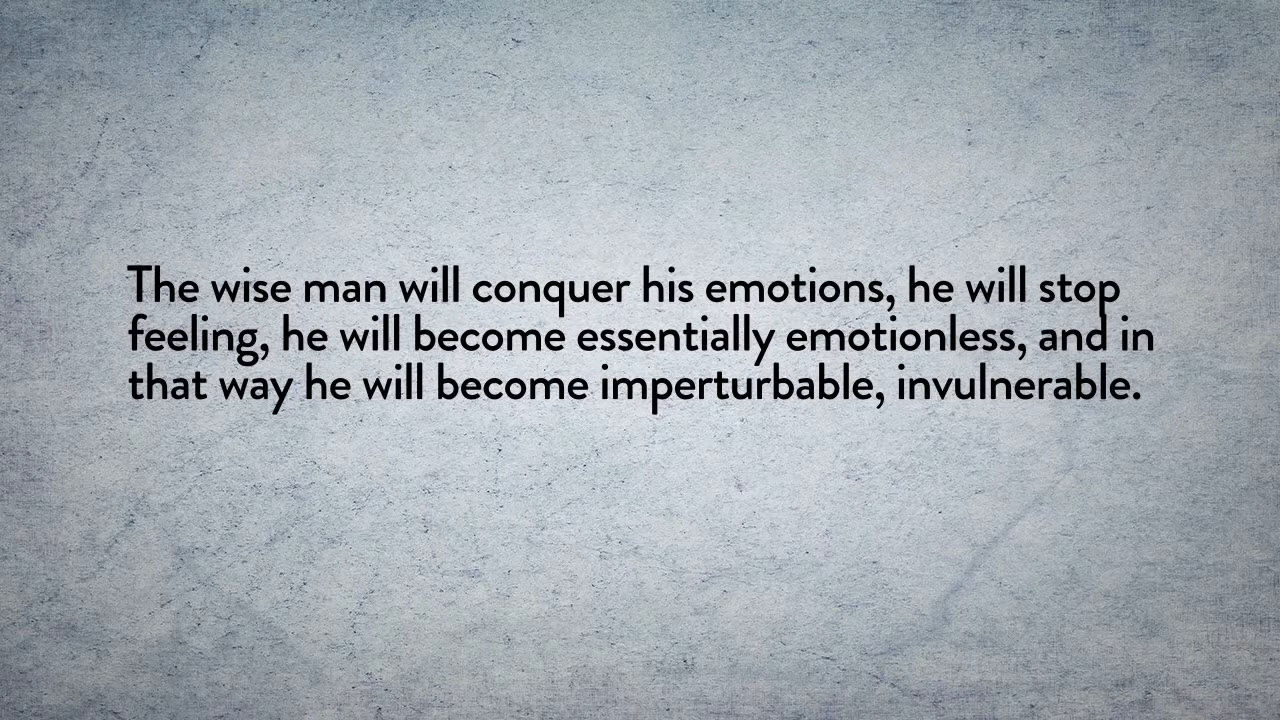 The wise man will conquer his emotions, he will stop
feeling, he will become essentially emotionless, and in
that way he will become imperturbable, invulnerable.